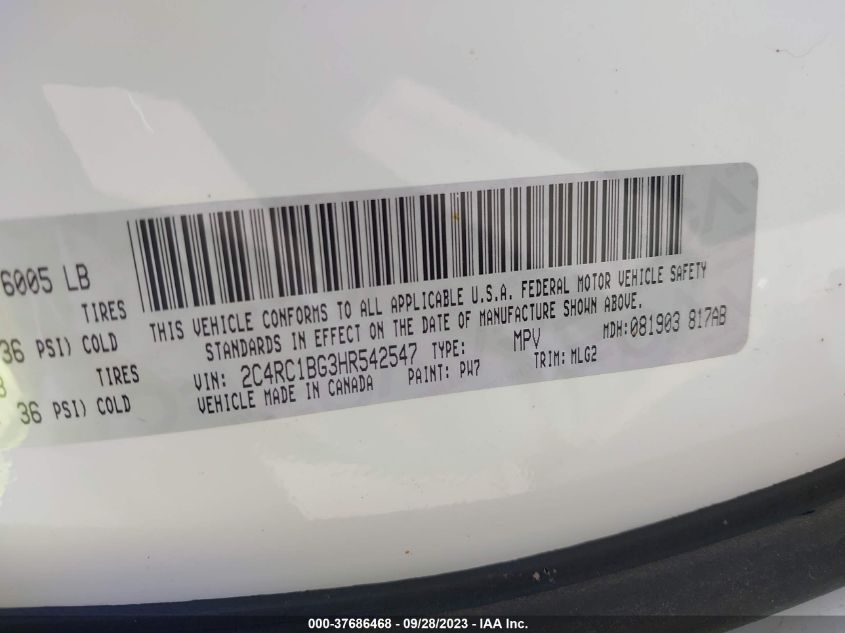 6005 LB
TIRES
36 PSI) COLD
TIRES
36 PSI) COLD
THIS VEHICLE CONFORMS TO ALL APPLICABLE U.S.A. FEDERAL MOTOR VEHICLE SAFETY
STANDARDS IN EFFECT ON THE DATE OF MANUFACTURE SHOWN ABOVE.
VIN: 2C4RC1BG3HR542547 TYPE: MPV MDH:081903 817AB
VEHICLE MADE IN CANADA PAINT: PW7 TRIM: MLG2
000-37686468 - 09/28/2023 - IAA Inc.